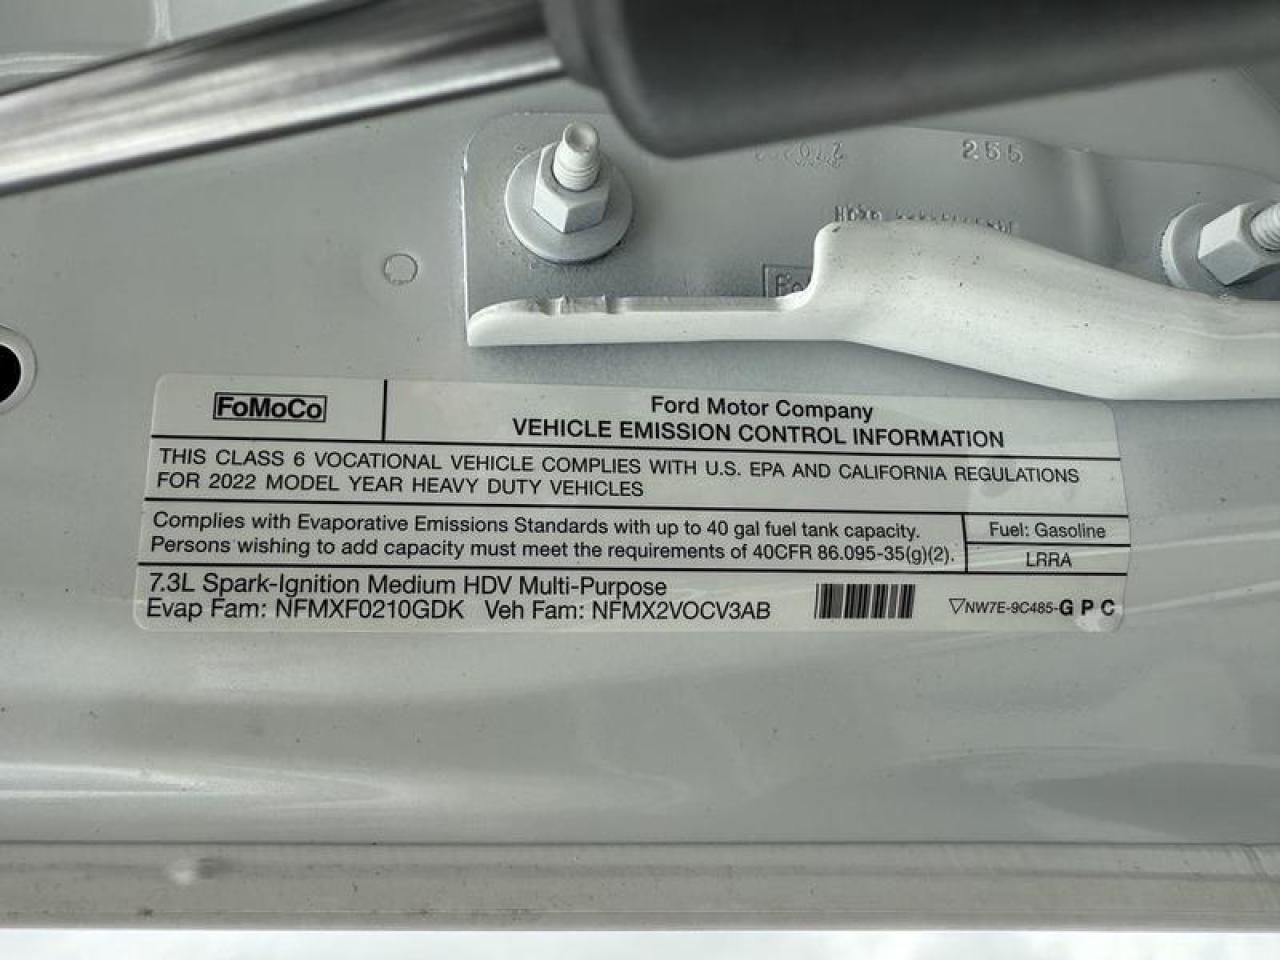 255
FoMoCo
Ford Motor Company
VEHICLE EMISSION CONTROL INFORMATION
THIS CLASS 6 VOCATIONAL VEHICLE COMPLIES WITH U.S. EPA AND CALIFORNIA REGULATIONS
FOR 2022 MODEL YEAR HEAVY DUTY VEHICLES
Complies with Evaporative Emissions Standards with up to 40 gal fuel tank capacity.
Persons wishing to add capacity must meet the requirements of 40CFR 86.095-35(g)(2).
Fuel: Gasoline
LRRA
7.3L Spark-Ignition Medium HDV Multi-Purpose
Evap Fam: NFMXF0210GDK Veh Fam: NFMX2VOCV3AB
▽NW7E-9C485-G P C